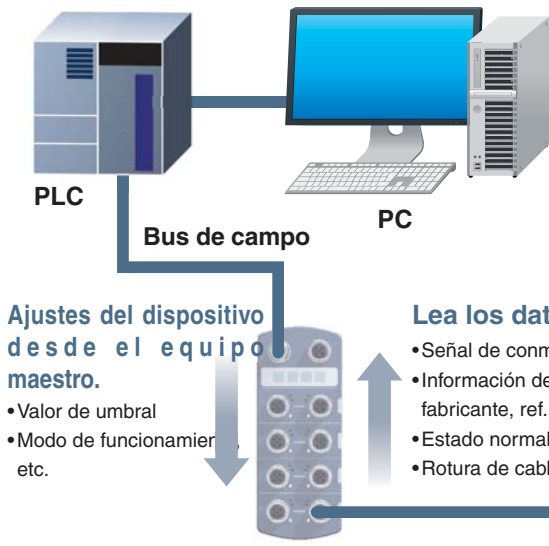 PLC
PC
Bus de campo
Ajustes del dispositivo
desde el equipo
maestro.
•Valor de umbral
•Modo de funcionamien
etc.
Lea los dat
•Señal de conm
•Información de
fabricante, ref.
•Estado normal
•Rotura de cabl